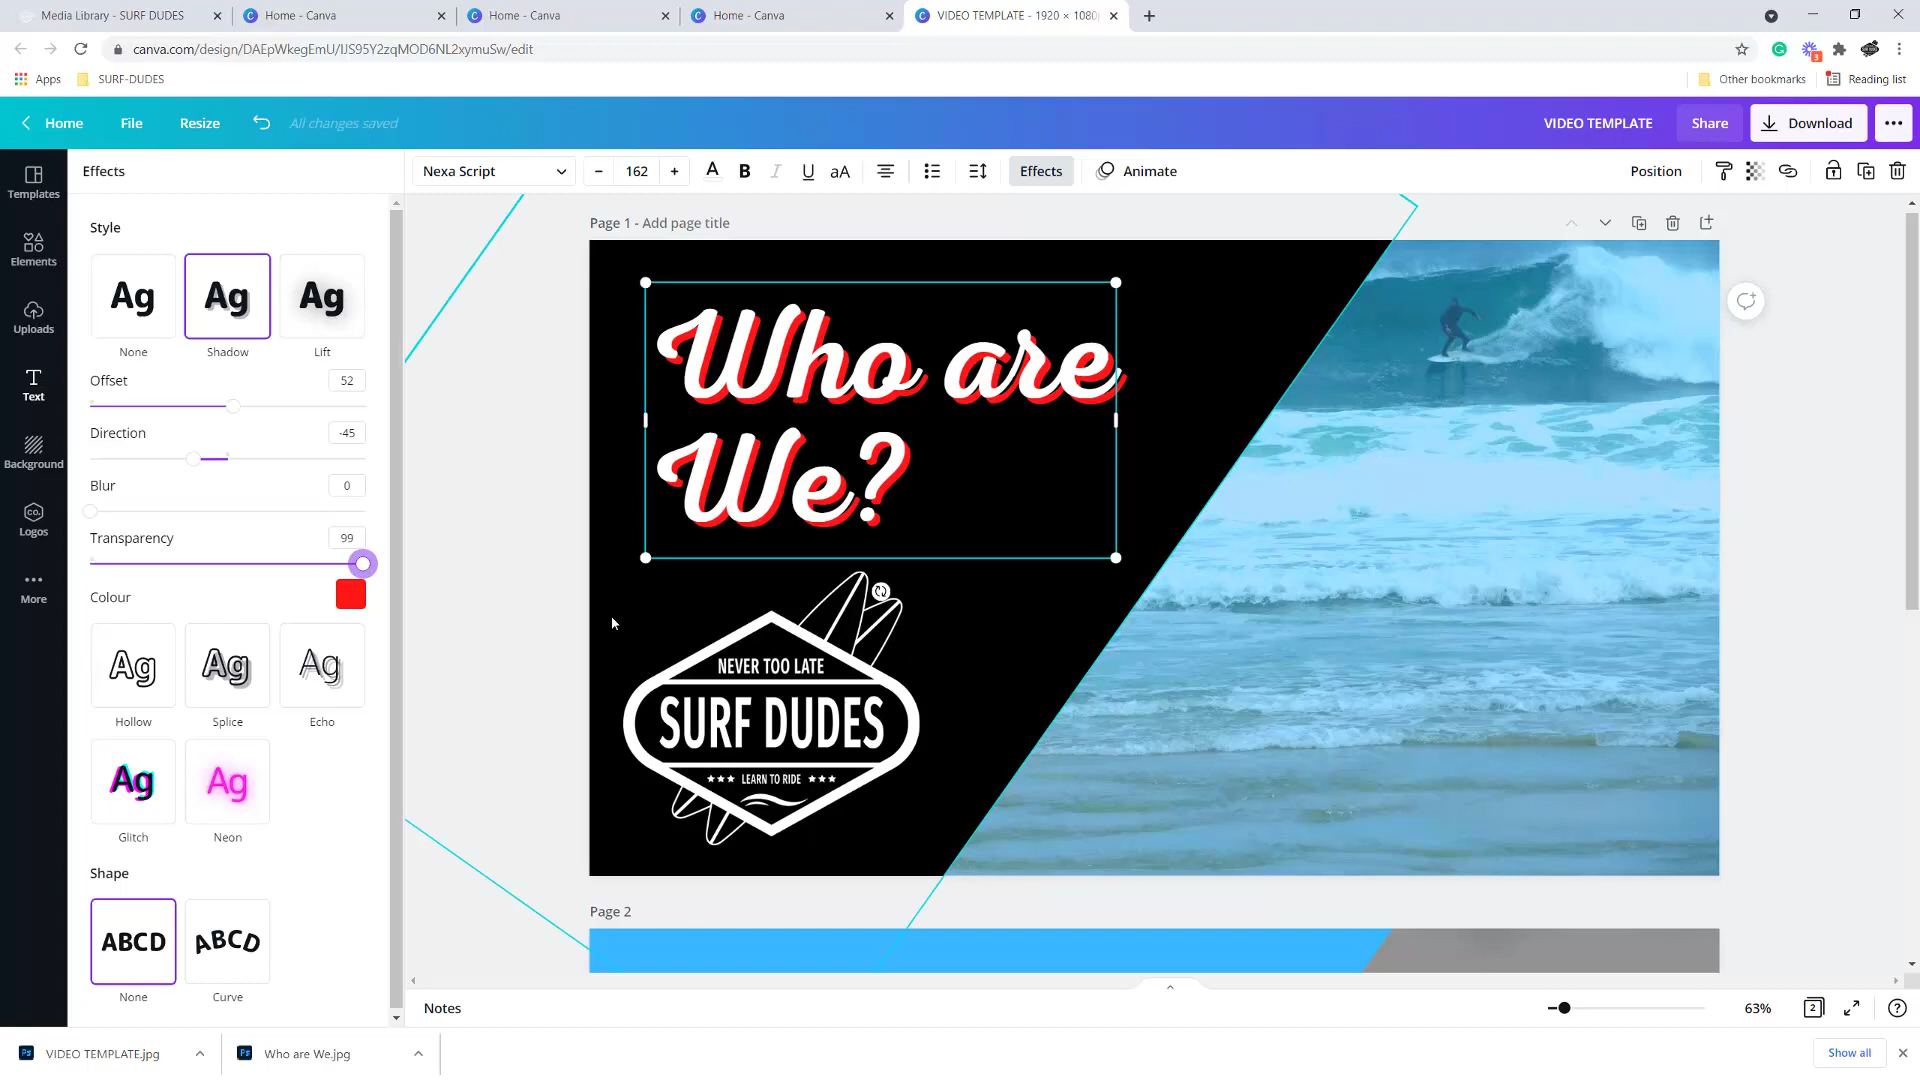 Media Library - SURF DUDES
Home - Canva
Home - Canva
Home - Canva
VIDEO TEMPLATE - 1920 × 1080
canva.com/design/DAEpWkegEmU/IJS95Y2zqMOD6NL2xymuSw/edit
3
Apps
SURF-DUDES
Other bookmarks
Reading list
Home
File
Resize
All changes saved
VIDEO TEMPLATE
Share
Download
Templates
Elements
Uploads
Text
Background
CO.
Logos
More
Effects
Style
Ag
Ag
Ag
None
Shadow
Lift
Offset
52
Direction
-45
Blur
0
Transparency
99
Colour
Ag
Ag
Ag
Hollow
Splice
Echo
Ag
Ag
Glitch
Neon
Shape
ABCD
ABCD
None
Curve
Nexa Script
– 162 +
A B I U aA
Effects
Animate
Position
Page 1 - Add page title
Who are
We?
NEVER TOO LATE
SURF DUDES
LEARN TO RIDE
Page 2
Notes
63%
2
?
VIDEO TEMPLATE.jpg
Who are We.jpg
Show all